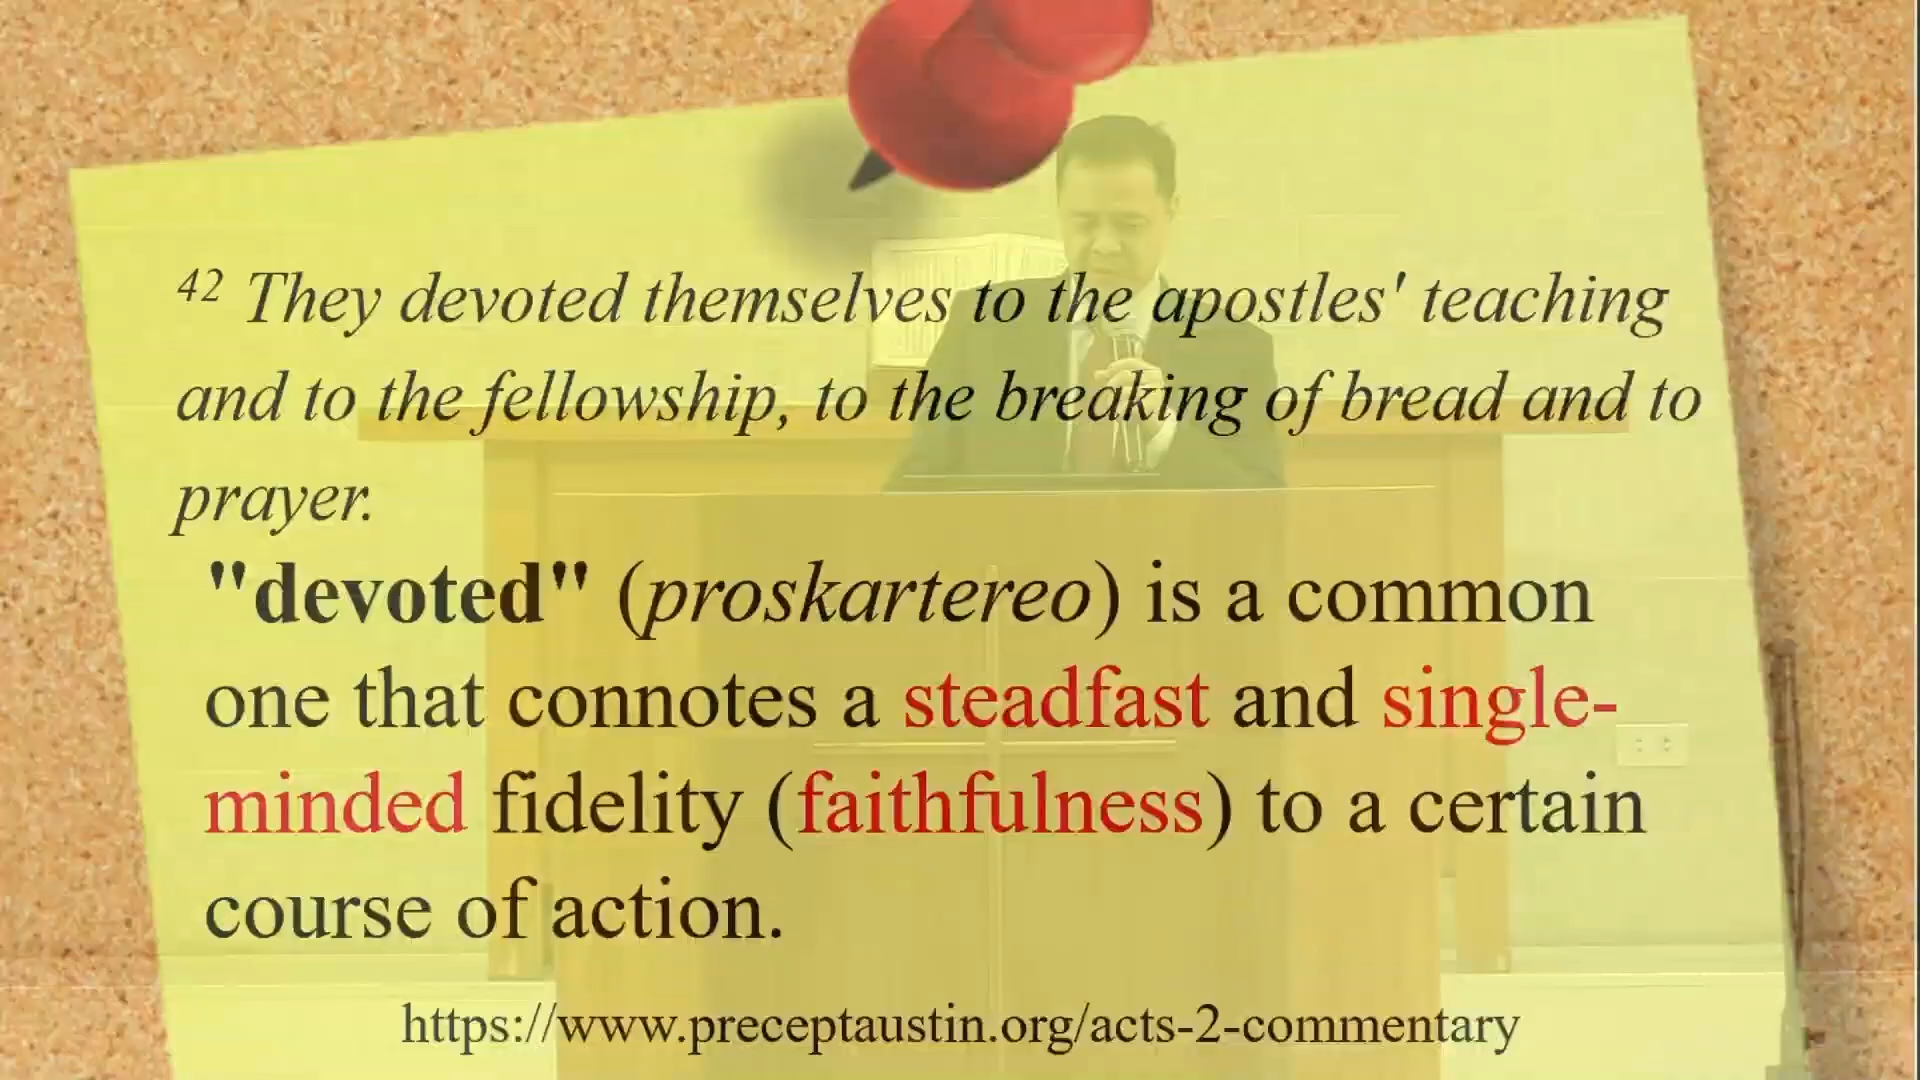 42 They devoted themselves to the apostles' teaching
and to the fellowship, to the breaking of bread and to
prayer.
"devoted" (proskartereo) is a common
one that connotes a steadfast and single-
minded fidelity (faithfulness) to a certain
course of action.
https://www.preceptaustin.org/acts-2-commentary